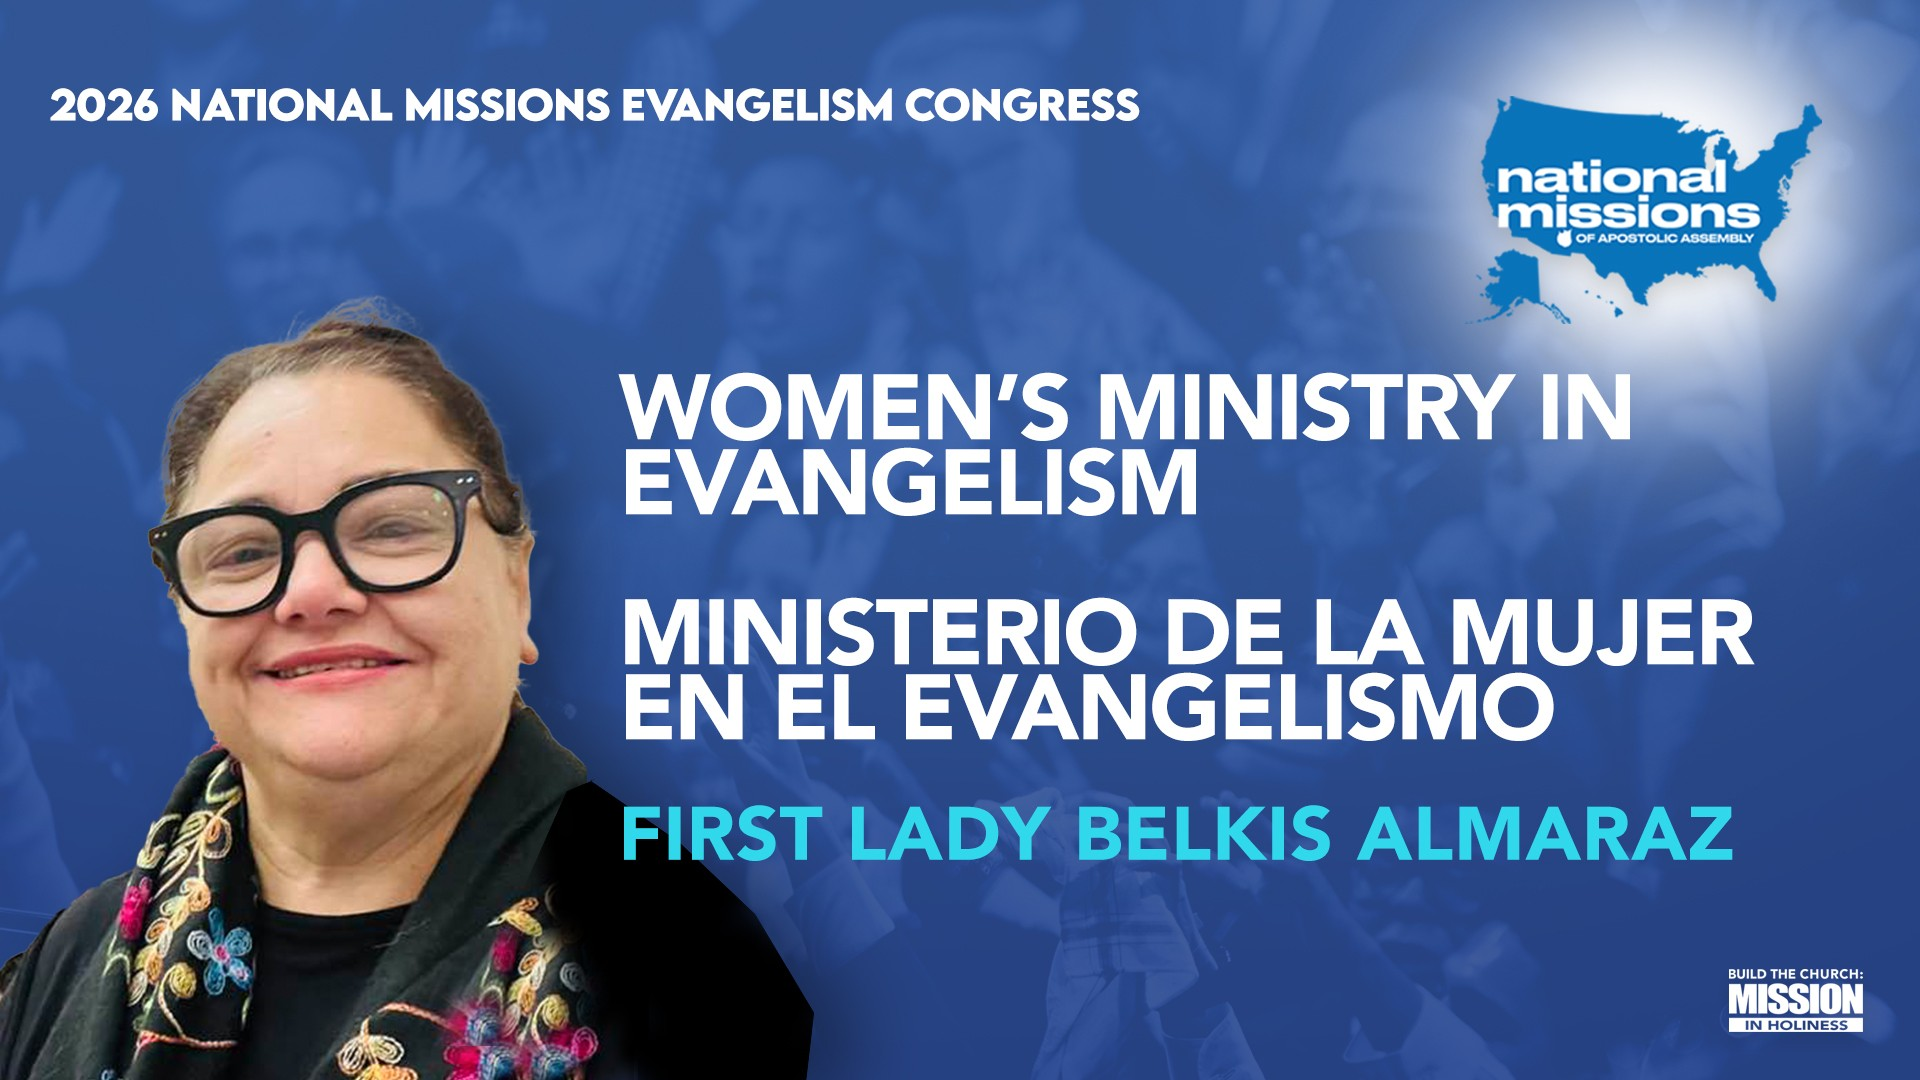 2026 NATIONAL MISSIONS EVANGELISM CONGRESS
national
missions
OF APOSTOLIC ASSEMBLY
WOMEN’S MINISTRY IN
EVANGELISM
MINISTERIO DE LA MUJER
EN EL EVANGELISMO
FIRST LADY BELKIS ALMARAZ
BUILD THE CHURCH:
MISSION
IN HOLINESS